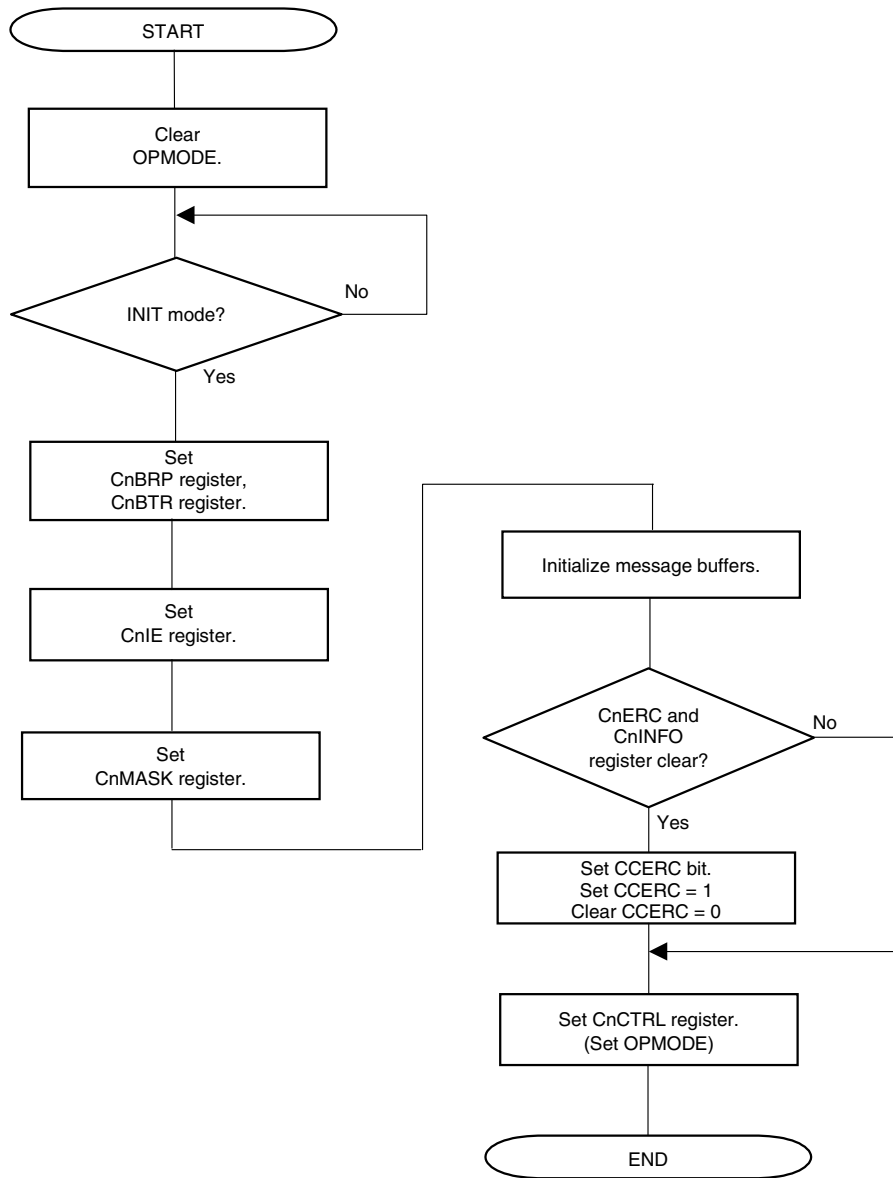 START
Clear
OPMODE.
INIT mode?
No
Yes
Set
CnBRP register,
CnBTR register.
Set
CnIE register.
Set
CnMASK register.
Initialize message buffers.
CnERC and
CnINFO
register clear?
No
Yes
Set CCERC bit.
Set CCERC = 1
Clear CCERC = 0
Set CnCTRL register.
(Set OPMODE)
END